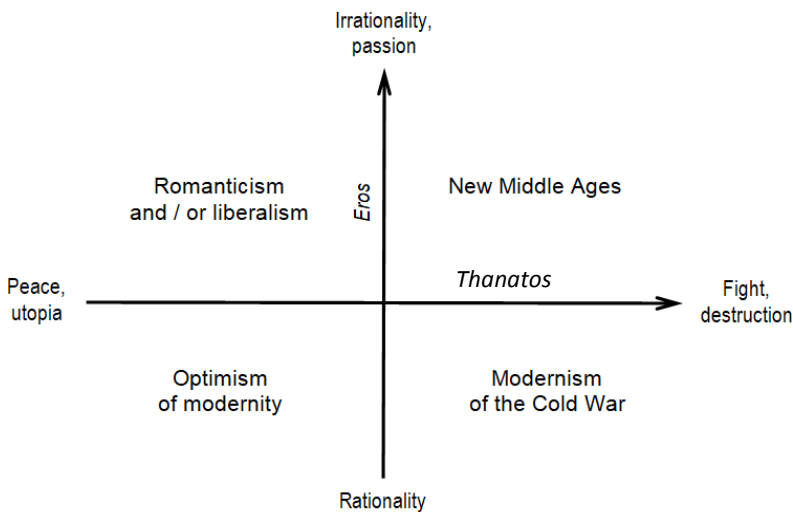 Irrationality,
passion
Romanticism
and / or liberalism
Eros
New Middle Ages
Peace,
utopia
Thanatos
Fight,
destruction
Optimism
of modernity
Modernism
of the Cold War
Rationality